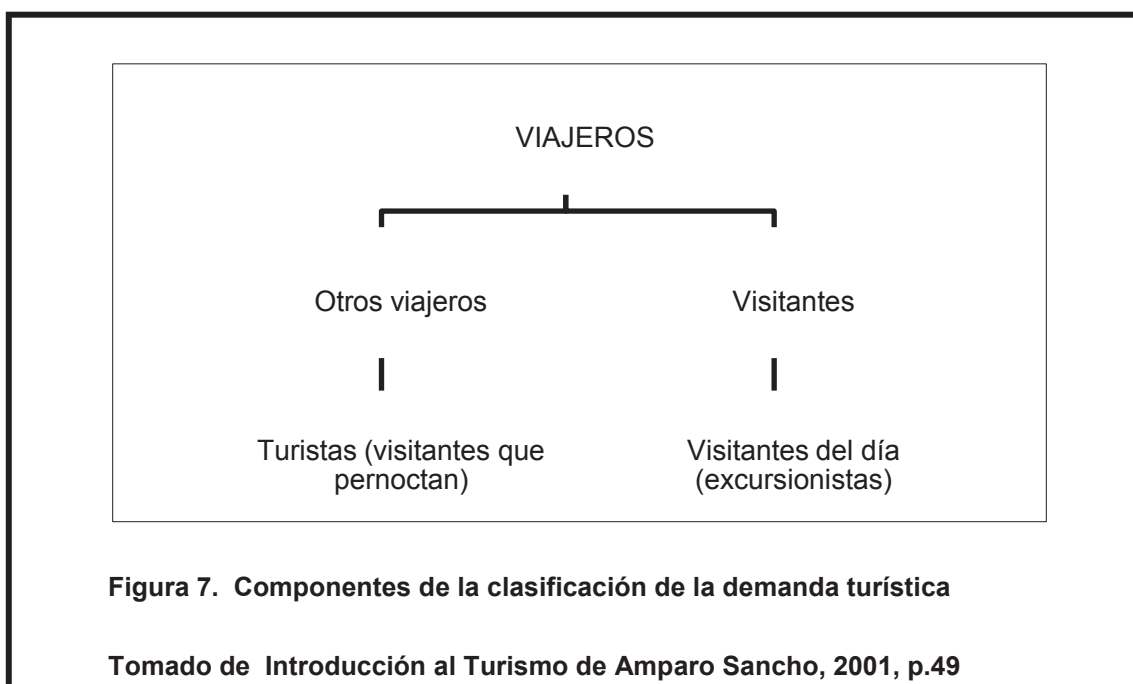 VIAJEROS
Otros viajeros
Visitantes
Turistas (visitantes que
pernoctan)
Visitantes del día
(excursionistas)
Figura 7. Componentes de la clasificación de la demanda turística
Tomado de Introducción al Turismo de Amparo Sancho, 2001, p.49